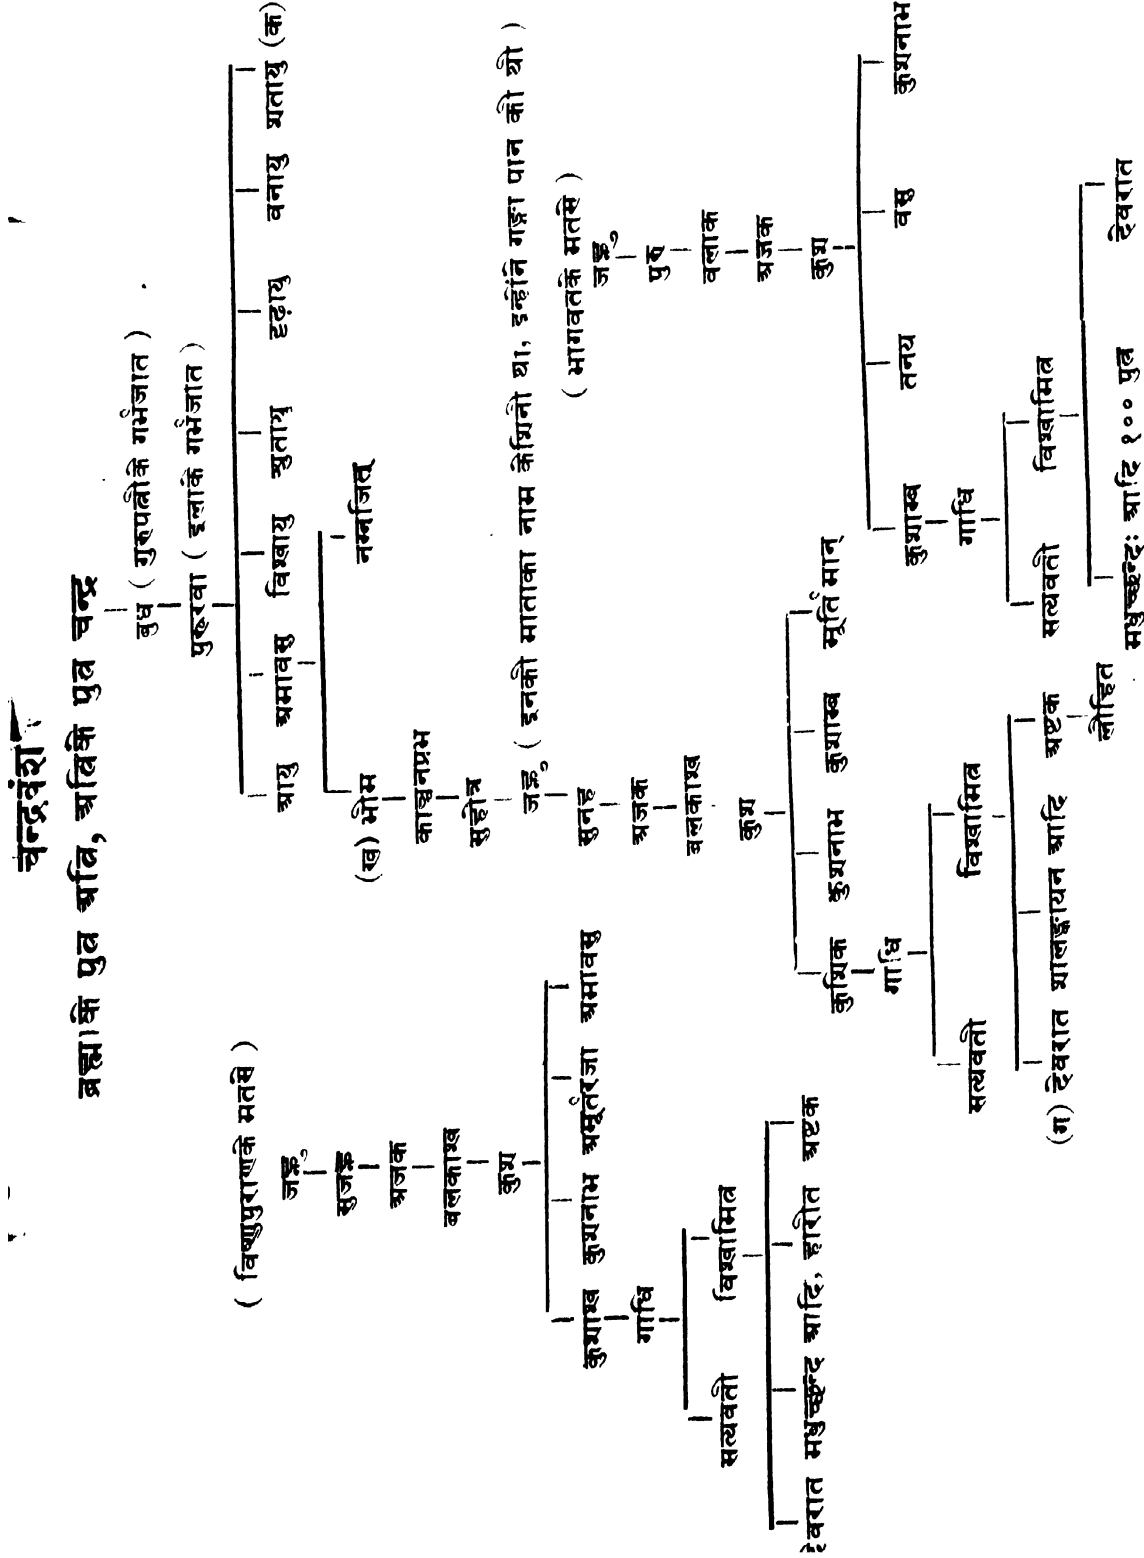 चन्द्रवंश
ब्रह्माके पुत्र अत्रि, अत्रिके पुत्र चन्द्र
बुध ( गुरुपत्नीके गर्भजात )
पुरूरवा ( इलाके गर्भजात )
आयु अमावसु विश्वायु श्रुतायु दृढ़ायु वनायु शतायु (क)
(ख) भीम नग्नजित्
काञ्चनप्रभ
सुहोत्र
जह्नु ( इनकी माताका नाम केशिनी था, इन्होंने गङ्गा पान की थी )
सुनह
अजक
वलकाश्व
कुश
कुशिक कुशनाभ कुशाम्ब मूर्तिमान्
गाधि
सत्यवती विश्वामित्र
(ग) देवरात शालङ्कायन आदि अष्टक
लौहित
( विष्णुपुराणके मतसे )
जह्नु
सुजह्नु
अजक
वलकाश्व
कुश
कुशाश्व कुशनाभ अमूर्तरजा अमावसु
गाधि
सत्यवती विश्वामित्र
देवरात मधुच्छन्द आदि, हारीत अष्टक
( भागवतके मतसे )
जह्नु
पुरु
वलाक
अजक
कुश
कुशाम्ब तनय वसु कुशनाभ
गाधि
सत्यवती विश्वामित्र
मधुच्छन्दः आदि १०० पुत्र देवरात